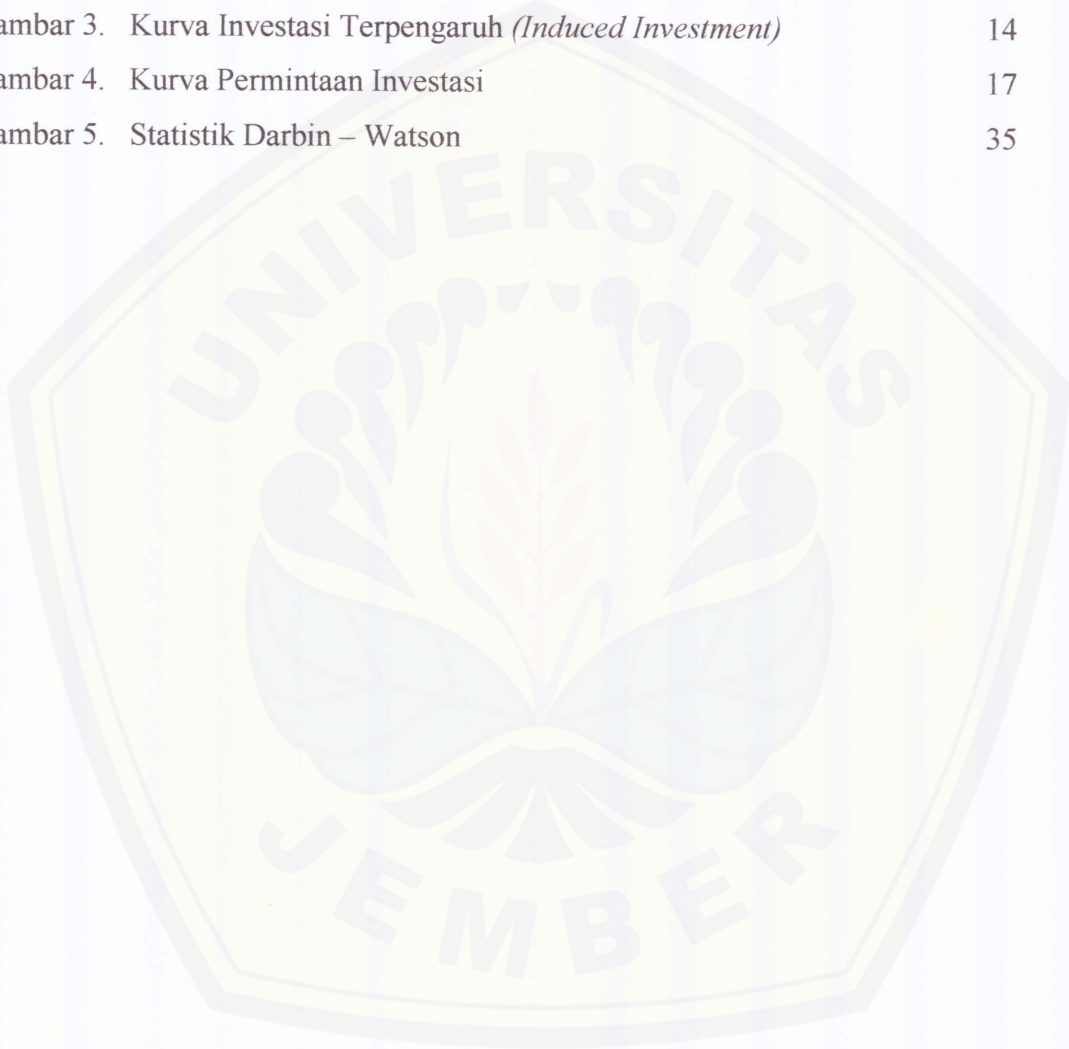 ambar 3. Kurva Investasi Terpengaruh (Induced Investment) 14
ambar 4. Kurva Permintaan Investasi 17
ambar 5. Statistik Darbin – Watson 35
UNIVERSITAS
JEMBER